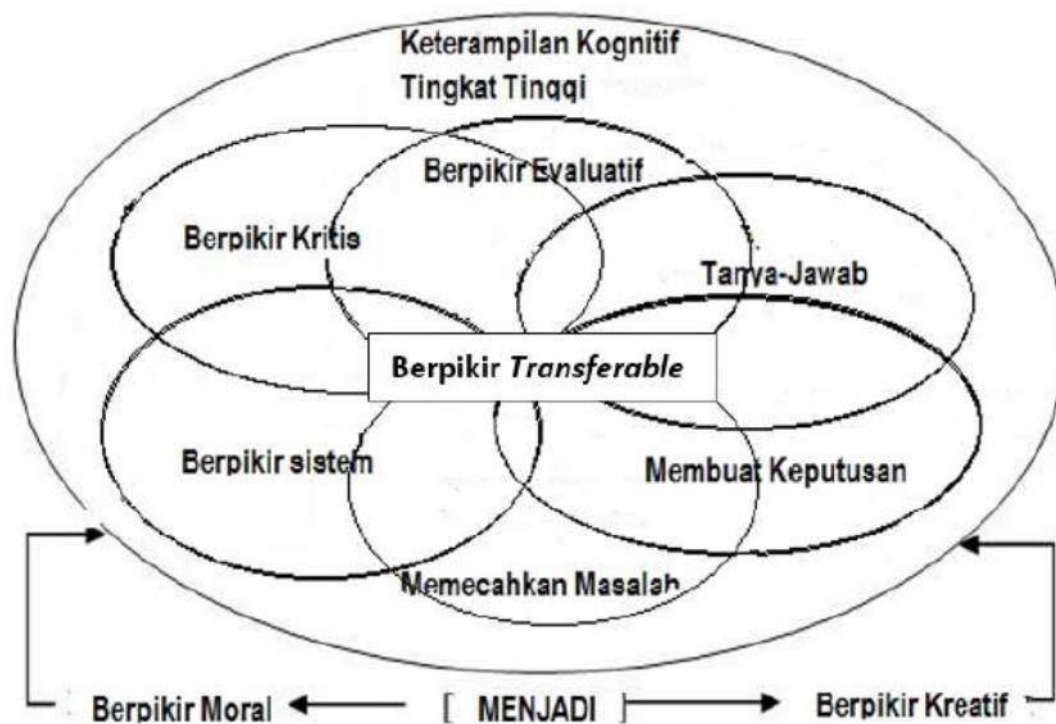 Keterampilan Kognitif
Tingkat Tinqqi
Berpikir Evaluatif
Berpikir Kritis
Tanya-Jawab
Berpikir Transferable
Berpikir sistem
Membuat Keputusan
Memecahkan Masalah
Berpikir Moral
[ MENJADI ]
Berpikir Kreatif